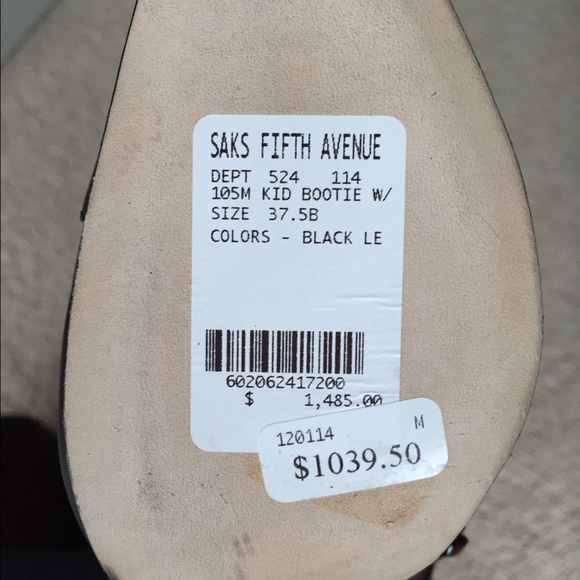 SAKS FIFTH AVENUE
DEPT 524 114
105M KID BOOTIE W/
SIZE 37.5B
COLORS - BLACK LE
602062417200
$ 1,485.00
120114 M
$1039.50